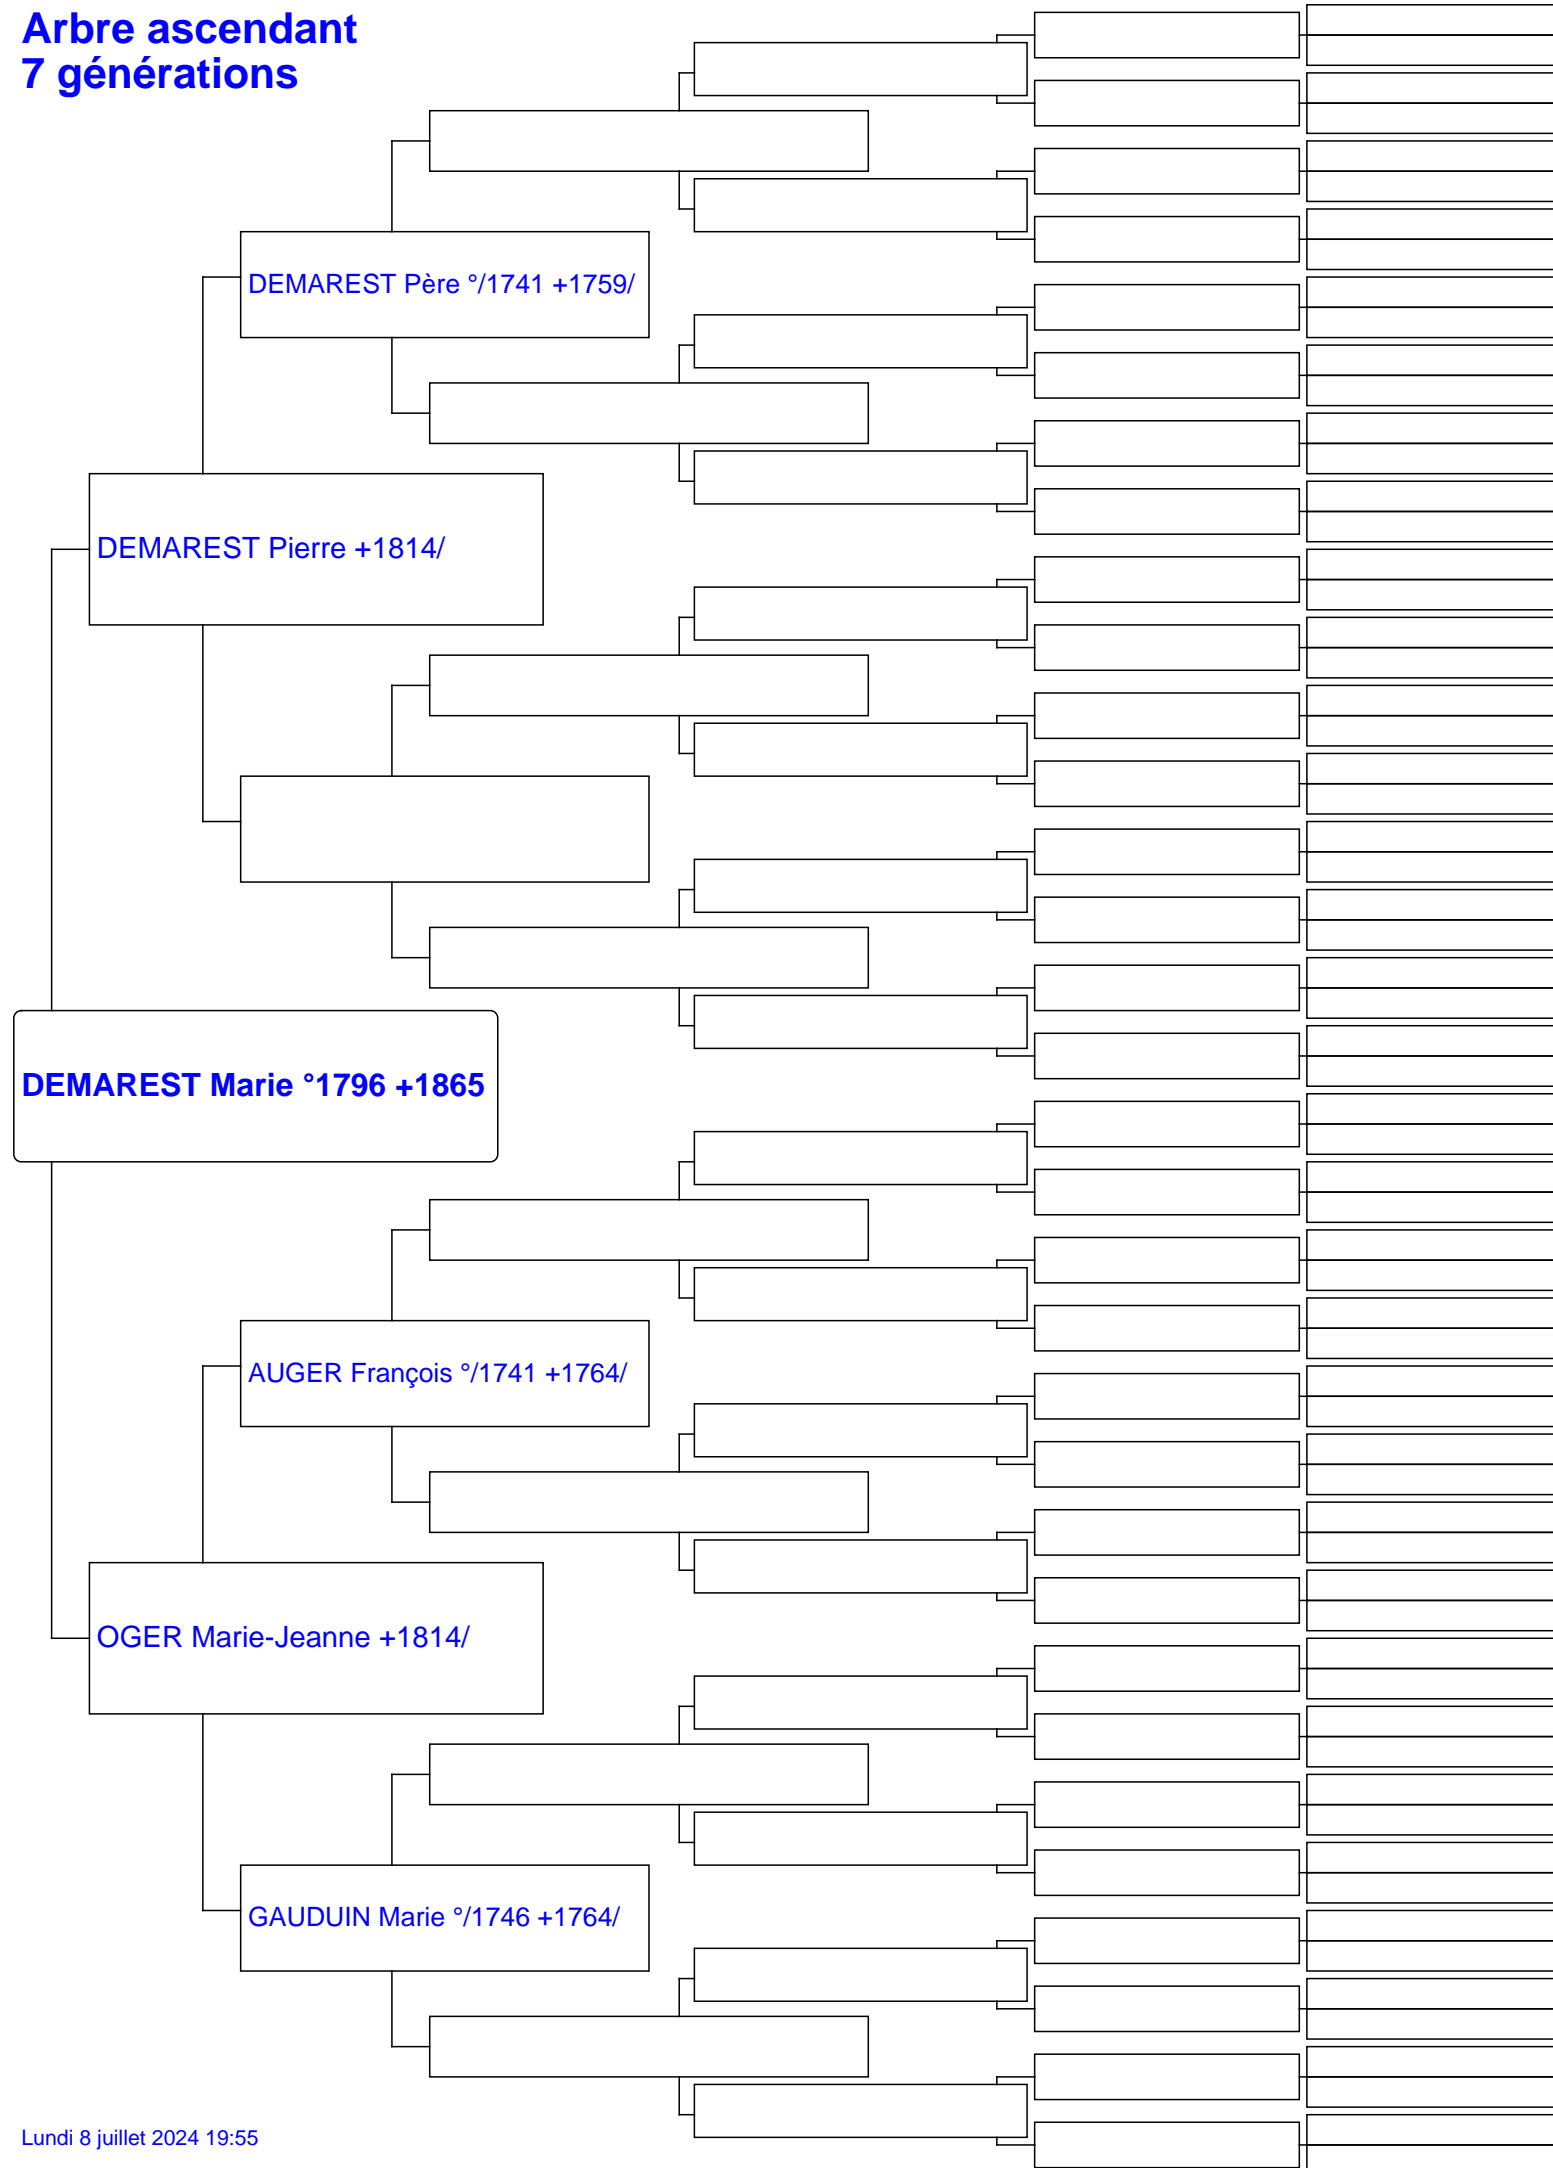 Arbre ascendant
7 générations
DEMAREST Père °/1741 +1759/
DEMAREST Pierre +1814/
DEMAREST Marie °1796 +1865
AUGER François °/1741 +1764/
OGER Marie-Jeanne +1814/
GAUDUIN Marie °/1746 +1764/
Lundi 8 juillet 2024 19:55